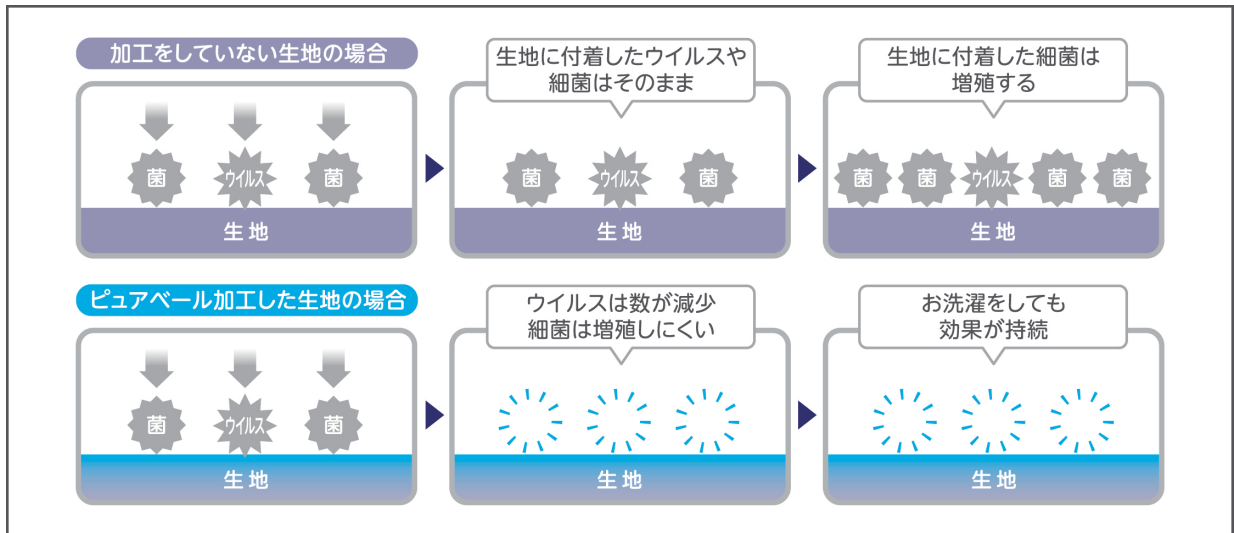 加工をしていない生地の場合
生地に付着したウイルスや
細菌はそのまま
生地に付着した細菌は
増殖する
菌
ウイルス
菌
菌
ウイルス
菌
菌
菌
ウイルス
菌
菌
生地
生地
生地
ピュアベール加工した生地の場合
ウイルスは数が減少
細菌は増殖しにくい
お洗濯をしても
効果が持続
菌
ウイルス
菌
生地
生地
生地